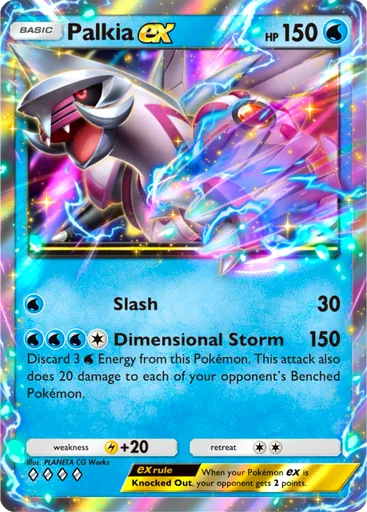 BASIC Palkia ex HP 150
Slash 30
Dimensional Storm 150
Discard 3 Energy from this Pokémon. This attack also
does 20 damage to each of your opponent's Benched
Pokémon.
weakness +20 retreat
Illus. PLANETA CG Works
ex rule When your Pokémon ex is
Knocked Out, your opponent gets 2 points.